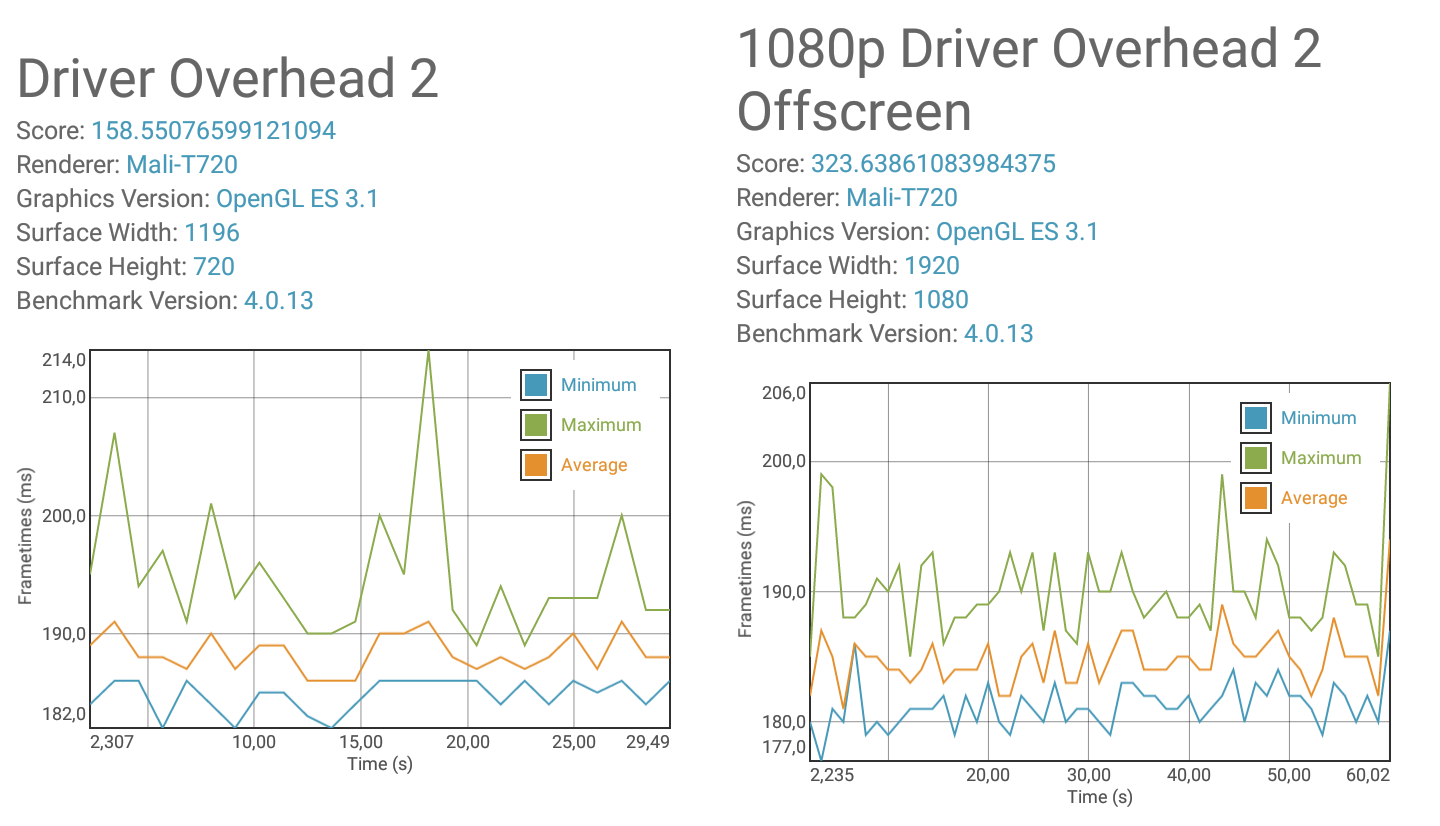 Driver Overhead 2
Score: 158.55076599121094
Renderer: Mali-T720
Graphics Version: OpenGL ES 3.1
Surface Width: 1196
Surface Height: 720
Benchmark Version: 4.0.13
214,0
210,0
200,0
190,0
182,0
Frametimes (ms)
Minimum
Maximum
Average
2,307 10,00 15,00 20,00 25,00 29,49
Time (s)
1080p Driver Overhead 2
Offscreen
Score: 323.63861083984375
Renderer: Mali-T720
Graphics Version: OpenGL ES 3.1
Surface Width: 1920
Surface Height: 1080
Benchmark Version: 4.0.13
206,0
200,0
190,0
180,0
177,0
Frametimes (ms)
Minimum
Maximum
Average
2,235 20,00 30,00 40,00 50,00 60,02
Time (s)